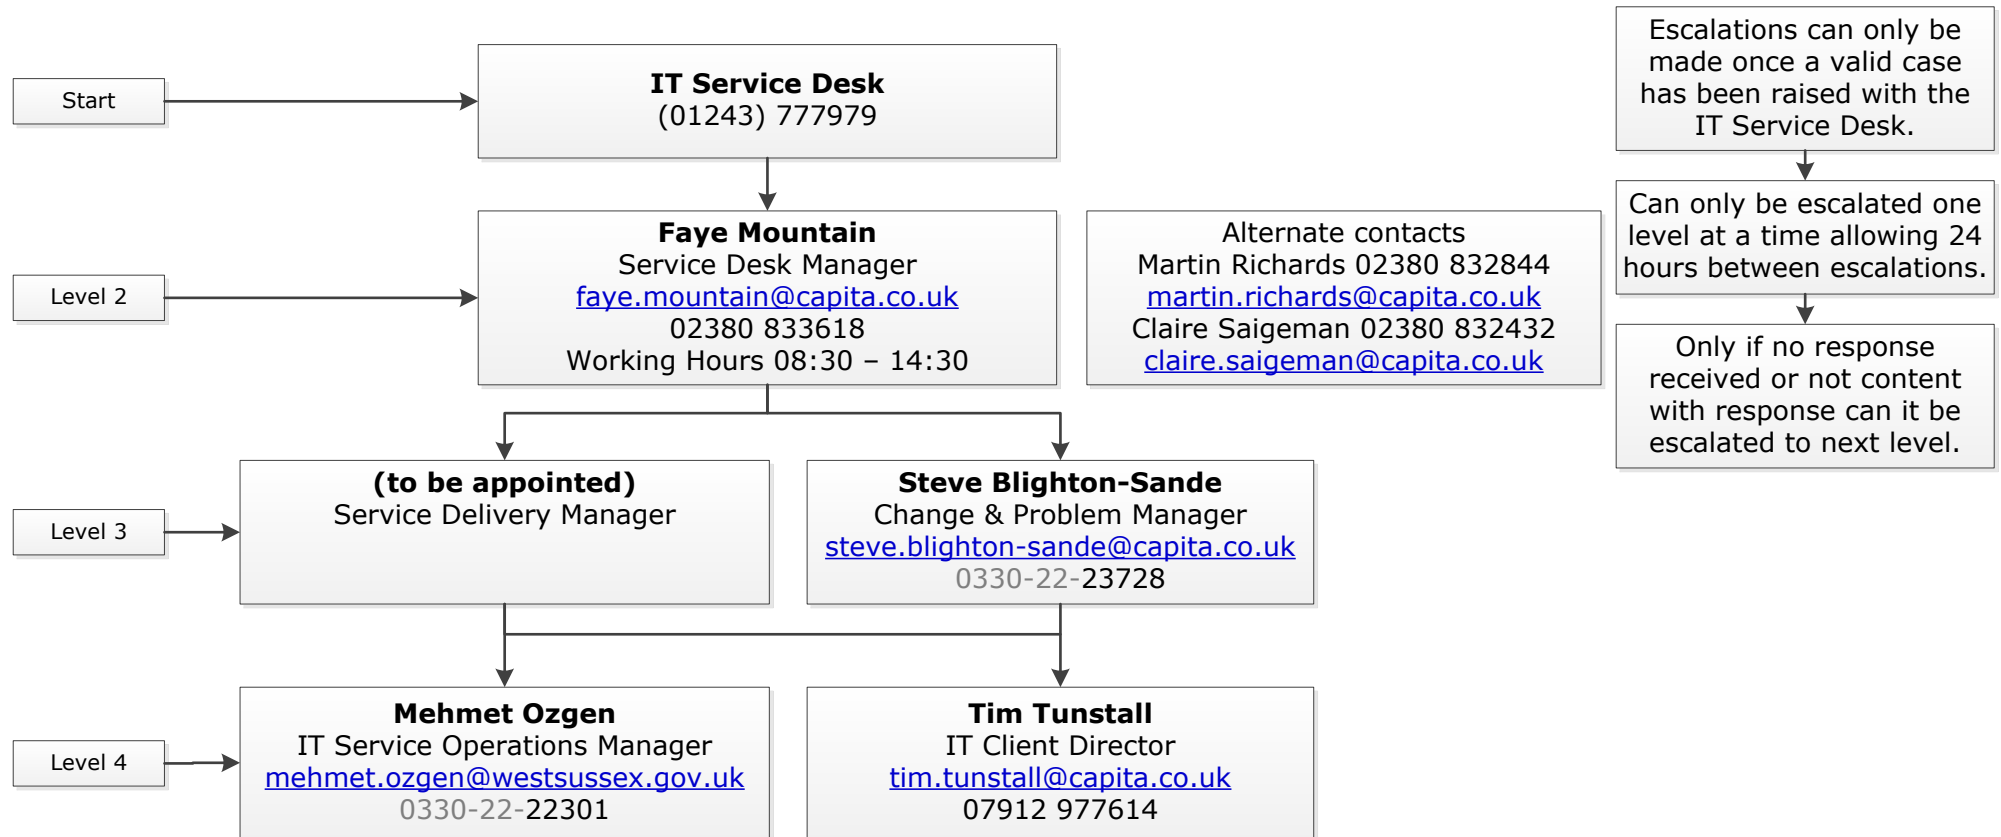 Start
IT Service Desk
(01243) 777979
Level 2
Faye Mountain
Service Desk Manager
faye.mountain@capita.co.uk
02380 833618
Working Hours 08:30 – 14:30
Alternate contacts
Martin Richards 02380 832844
martin.richards@capita.co.uk
Claire Saigeman 02380 832432
claire.saigeman@capita.co.uk
Level 3
(to be appointed)
Service Delivery Manager
Steve Blighton-Sande
Change & Problem Manager
steve.blighton-sande@capita.co.uk
0330-22-23728
Level 4
Mehmet Ozgen
IT Service Operations Manager
mehmet.ozgen@westsussex.gov.uk
0330-22-22301
Tim Tunstall
IT Client Director
tim.tunstall@capita.co.uk
07912 977614
Escalations can only be
made once a valid case
has been raised with the
IT Service Desk.
Can only be escalated one
level at a time allowing 24
hours between escalations.
Only if no response
received or not content
with response can it be
escalated to next level.